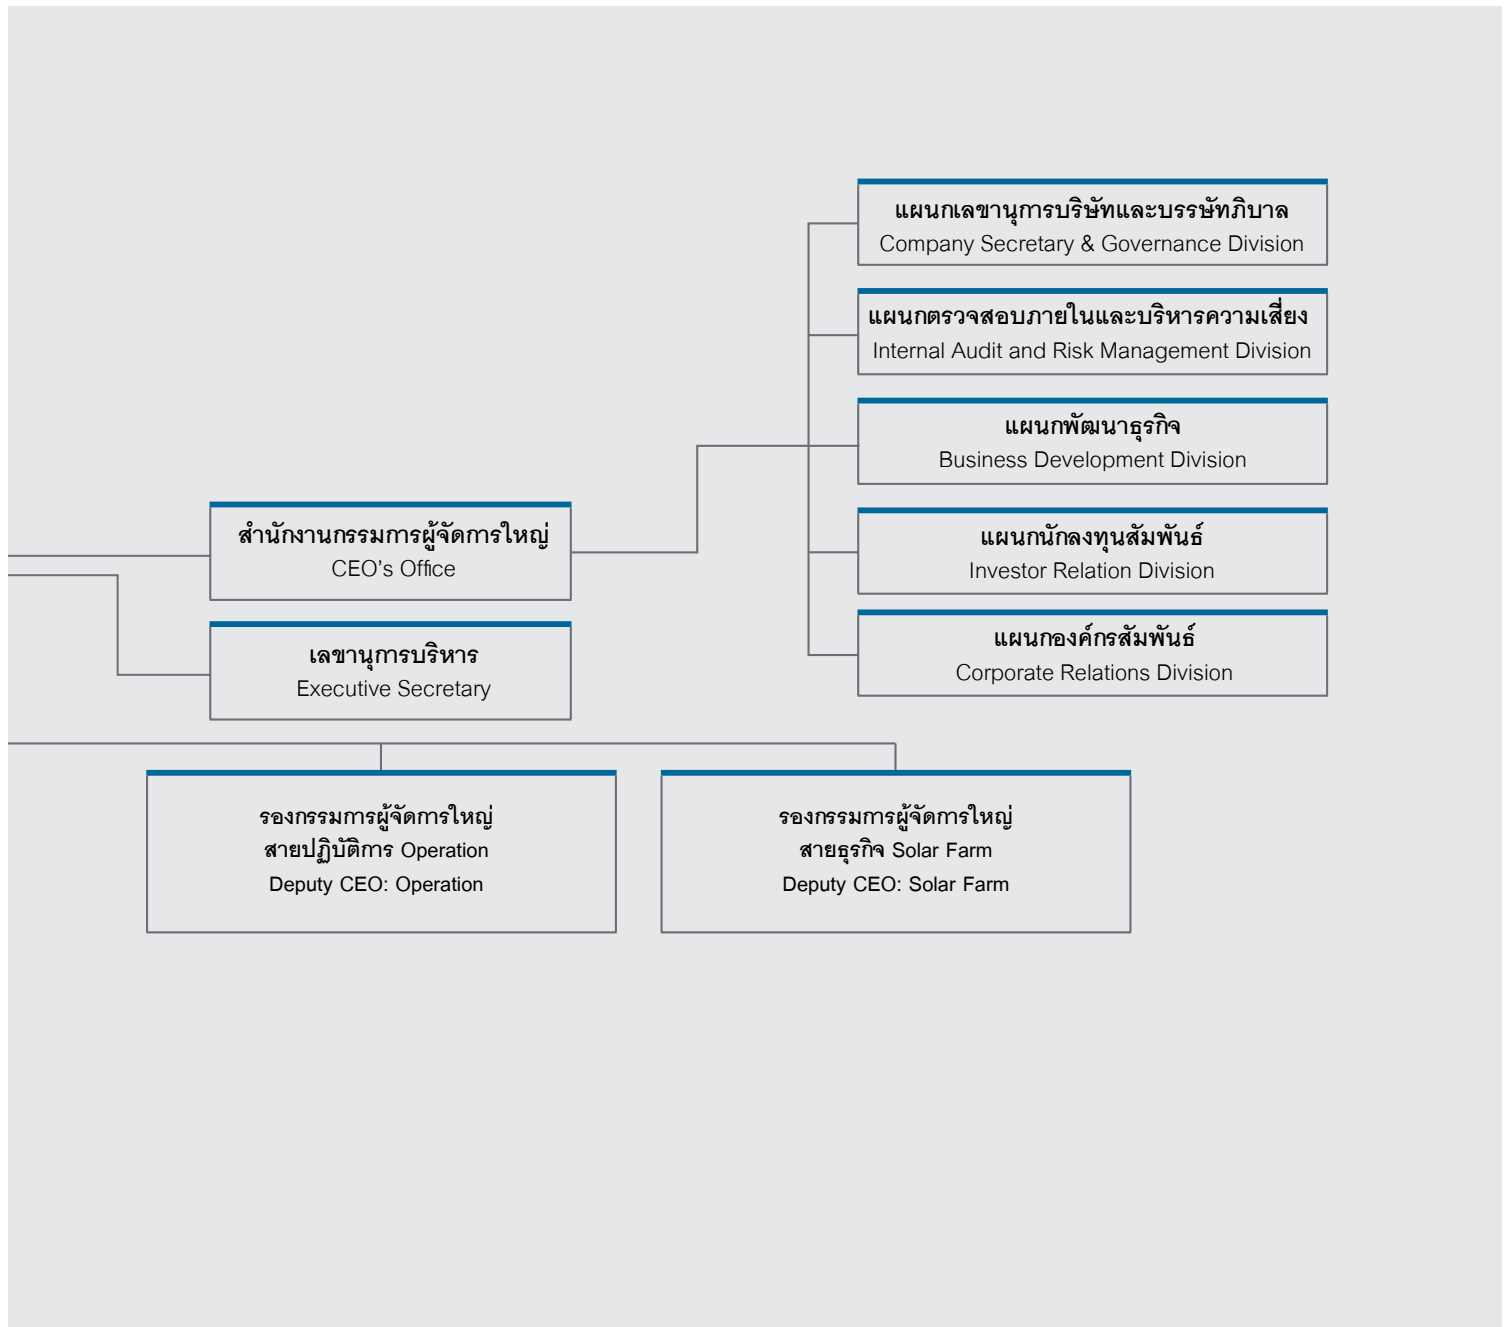 แผนกเลขานุการบริษัทและบรรษัทภิบาล
Company Secretary & Governance Division
แผนกตรวจสอบภายในและบริหารความเสี่ยง
Internal Audit and Risk Management Division
แผนกพัฒนาธุรกิจ
Business Development Division
สำนักงานกรรมการผู้จัดการใหญ่
CEO’s Office
แผนกนักลงทุนสัมพันธ์
Investor Relation Division
เลขานุการบริหาร
Executive Secretary
แผนกองค์กรสัมพันธ์
Corporate Relations Division
รองกรรมการผู้จัดการใหญ่
สายปฏิบัติการ Operation
Deputy CEO: Operation
รองกรรมการผู้จัดการใหญ่
สายธุรกิจ Solar Farm
Deputy CEO: Solar Farm